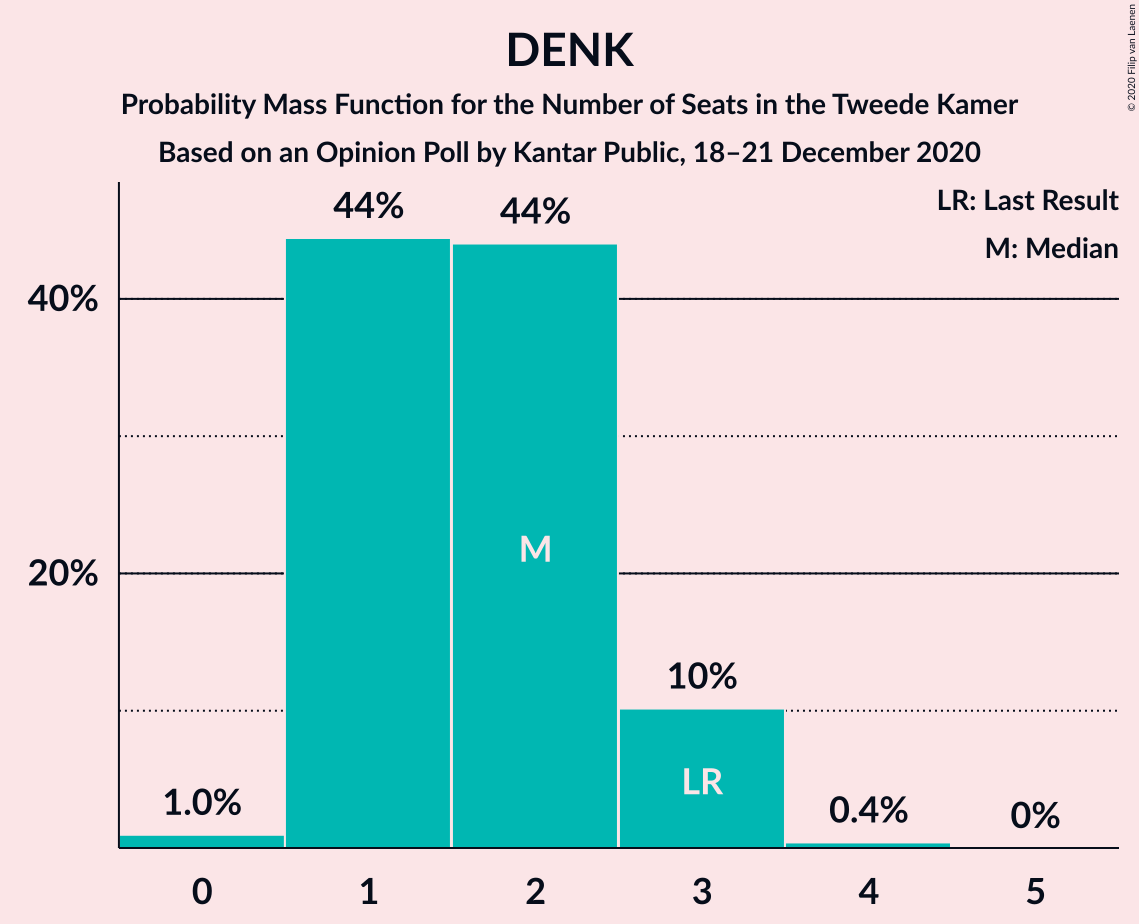 DENK
Probability Mass Function for the Number of Seats in the Tweede Kamer
Based on an Opinion Poll by Kantar Public, 18–21 December 2020
© 2020 Filip van Laenen
LR: Last Result
M: Median
44%
44%
40%
M
20%
10%
LR
1.0%
0.4%
0%
0
1
2
3
4
5